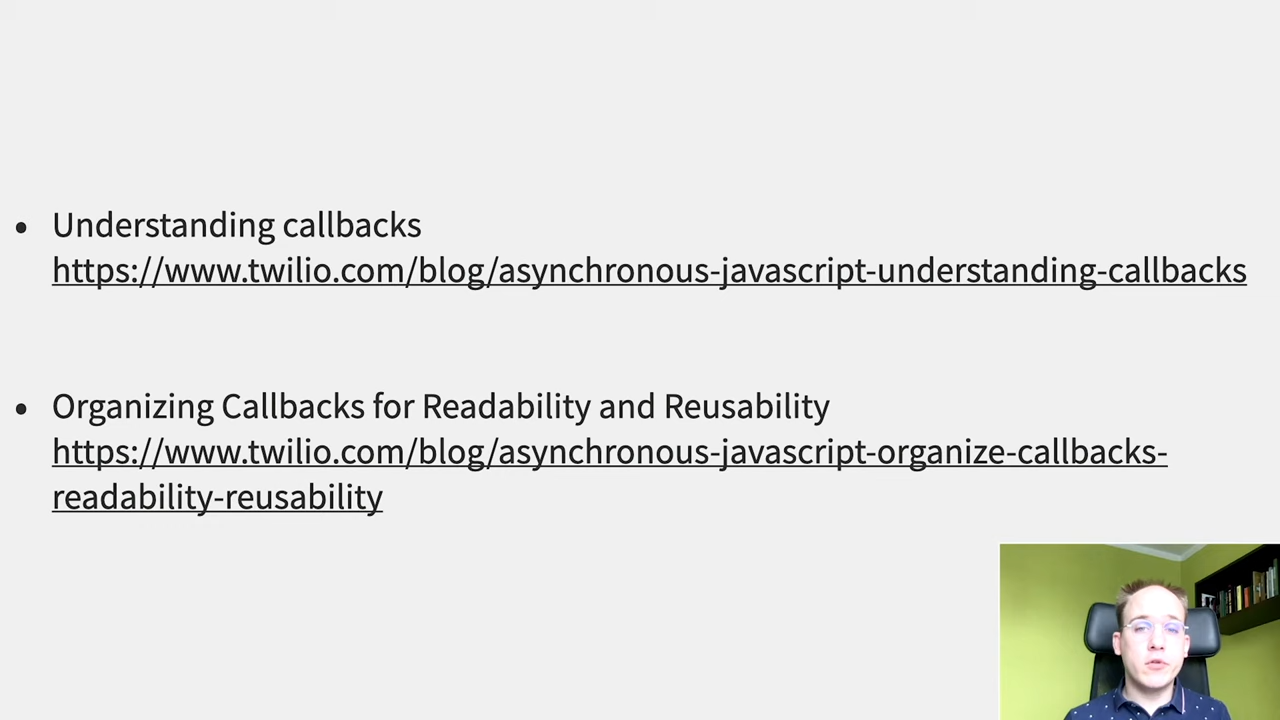 • Understanding callbacks
https://www.twilio.com/blog/asynchronous-javascript-understanding-callbacks
• Organizing Callbacks for Readability and Reusability
https://www.twilio.com/blog/asynchronous-javascript-organize-callbacks-
readability-reusability